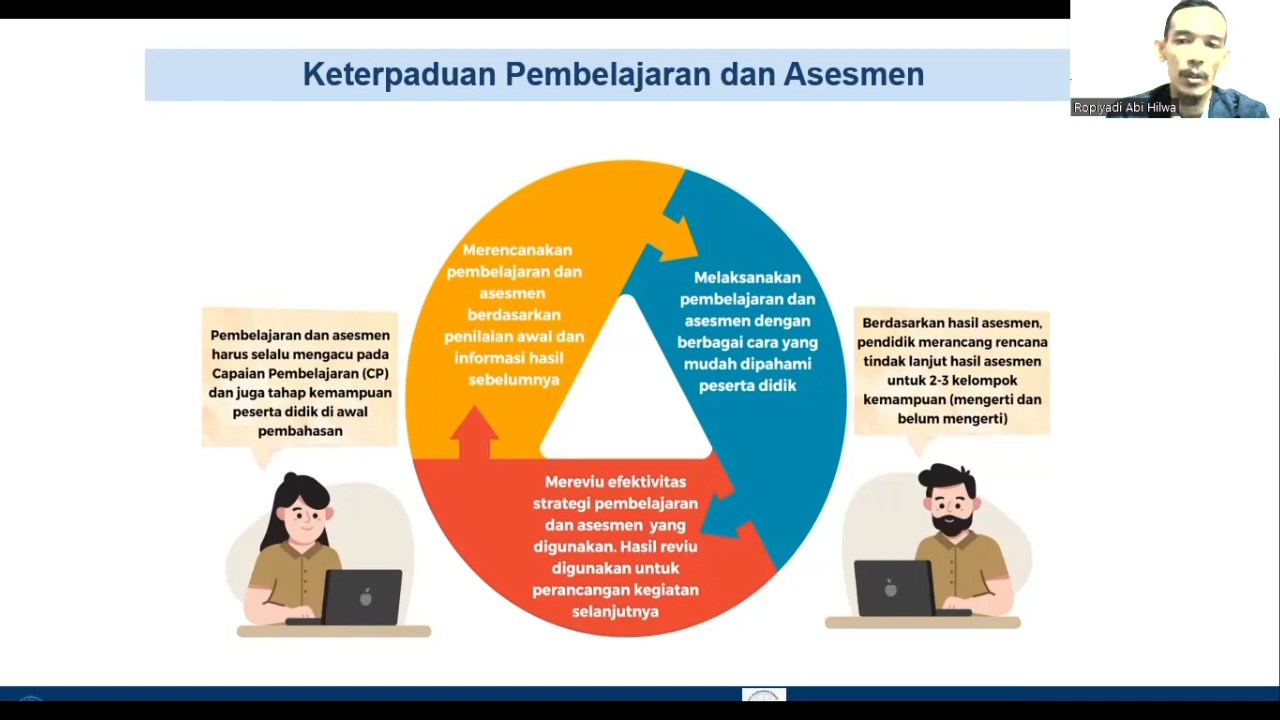 Keterpaduan Pembelajaran dan Asesmen
Ropiyadi Abi Hilwa
Merencanakan
pembelajaran dan
asesmen
berdasarkan
penilaian awal dan
informasi hasil
sebelumnya
Melaksanakan
pembelajaran dan
asesmen dengan
berbagai cara yang
mudah dipahami
peserta didik
Pembelajaran dan asesmen
harus selalu mengacu pada
Capaian Pembelajaran (CP)
dan juga tahap kemampuan
peserta didik di awal
pembahasan
Berdasarkan hasil asesmen,
pendidik merancang rencana
tindak lanjut hasil asesmen
untuk 2-3 kelompok
kemampuan (mengerti dan
belum mengerti)
Mereviu efektivitas
strategi pembelajaran
dan asesmen yang
digunakan. Hasil reviu
digunakan untuk
perancangan kegiatan
selanjutnya